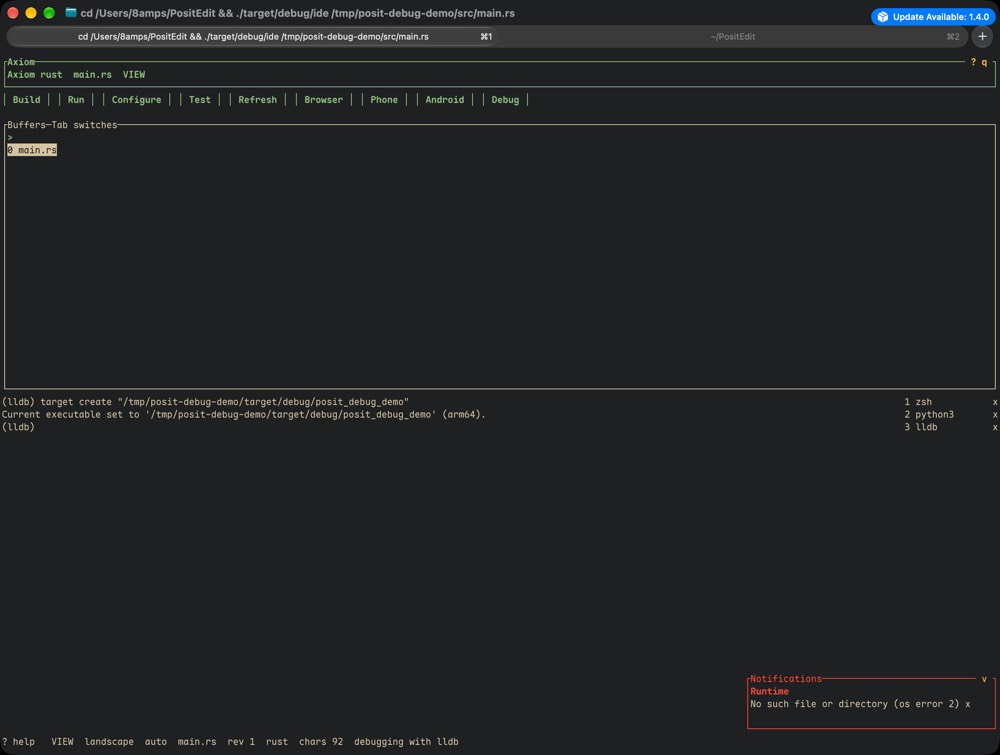 cd /Users/8amps/PositEdit && ./target/debug/ide /tmp/posit-debug-demo/src/main.rs
Update Available: 1.4.0
cd /Users/8amps/PositEdit && ./target/debug/ide /tmp/posit-debug-demo/src/main.rs ⌘1 ~/PositEdit ⌘2 +
Axiom ? q
Axiom rust main.rs VIEW
Build Run Configure Test Refresh Browser Phone Android Debug
Buffers—Tab switches
>
0 main.rs
(lldb) target create "/tmp/posit-debug-demo/target/debug/posit_debug_demo" 1 zsh x
Current executable set to '/tmp/posit-debug-demo/target/debug/posit_debug_demo' (arm64). 2 python3 x
(lldb) 3 lldb x
Notifications v
Runtime
No such file or directory (os error 2) x
? help VIEW landscape auto main.rs rev 1 rust chars 92 debugging with lldb